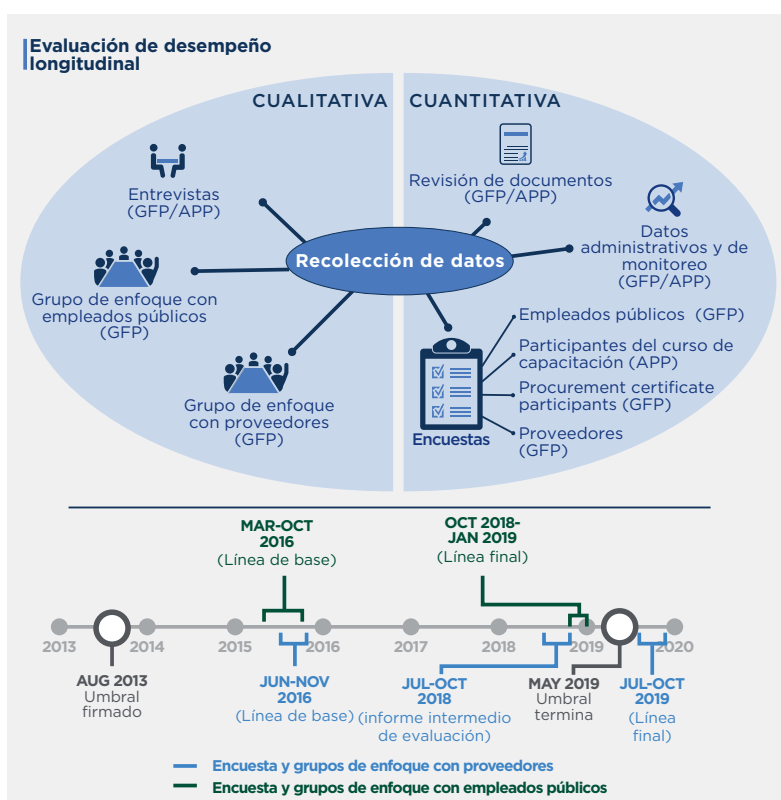 Evaluación de desempeño
longitudinal
CUALITATIVA
CUANTITATIVA
Entrevistas
(GFP/APP)
Grupo de enfoque con
empleados públicos
(GFP)
Grupo de enfoque
con proveedores
(GFP)
Recolección de datos
Revisión de documentos
(GFP/APP)
Datos
administrativos y de
monitoreo
(GFP/APP)
Encuestas
Empleados públicos (GFP)
Participantes del curso de
capacitación (APP)
Procurement certificate
participants (GFP)
Proveedores
(GFP)
MAR-OCT
2016
(Línea de base)
OCT 2018-
JAN 2019
(Línea final)
2013
2014
2015
2016
2017
2018
2019
2020
AUG 2013
Umbral
firmado
JUN-NOV
2016
(Línea de base)
JUL-OCT
2018
(informe intermedio
de evaluación)
MAY 2019
Umbral
termina
JUL-OCT
2019
(Línea
final)
Encuesta y grupos de enfoque con proveedores
Encuesta y grupos de enfoque con empleados públicos